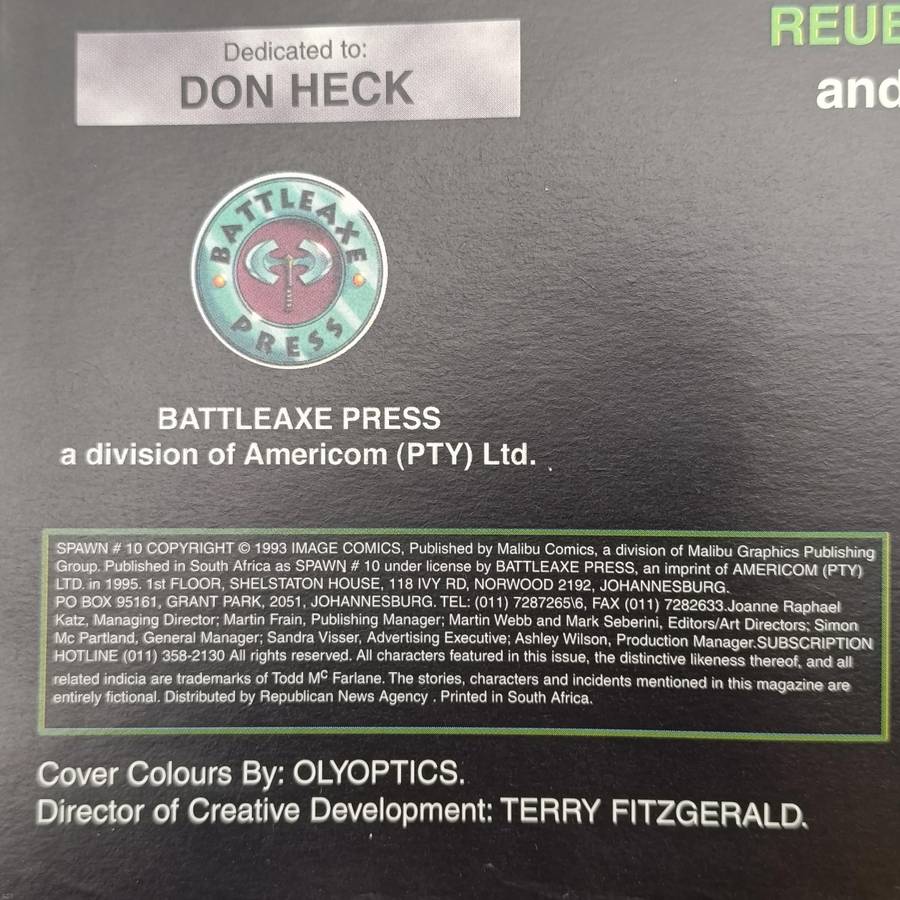 Dedicated to:
DON HECK
and
BATTLEAXE
PRESS
BATTLEAXE PRESS
a division of Americom (PTY) Ltd.
SPAWN # 10 COPYRIGHT © 1993 IMAGE COMICS, Published by Malibu Comics, a division of Malibu Graphics Publishing
Group. Published in South Africa as SPAWN # 10 under license by BATTLEAXE PRESS, an imprint of AMERICOM (PTY)
LTD. in 1995. 1st FLOOR, SHELSTATON HOUSE, 118 IVY RD, NORWOOD 2192, JOHANNESBURG.
PO BOX 95161, GRANT PARK, 2051, JOHANNESBURG. TEL: (011) 7287265\6, FAX (011) 7282633.Joanne Raphael
Katz, Managing Director; Martin Frain, Publishing Manager; Martin Webb and Mark Seberini, Editors/Art Directors; Simon
Mc Partland, General Manager; Sandra Visser, Advertising Executive; Ashley Wilson, Production Manager.SUBSCRIPTION
HOTLINE (011) 358-2130 All rights reserved. All characters featured in this issue, the distinctive likeness thereof, and all
related indicia are trademarks of Todd Mc Farlane. The stories, characters and incidents mentioned in this magazine are
entirely fictional. Distributed by Republican News Agency . Printed in South Africa.
Cover Colours By: OLYOPTICS.
Director of Creative Development: TERRY FITZGERALD.